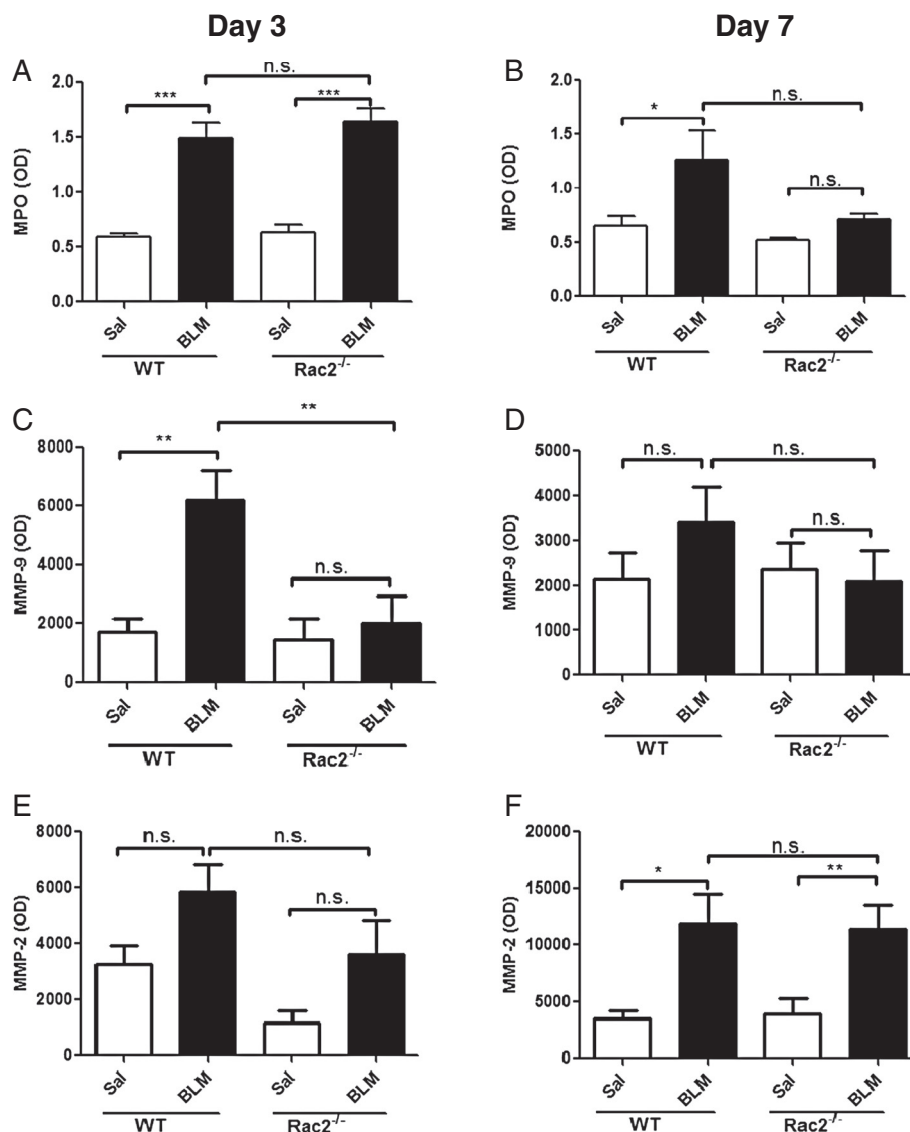 Day 3
Day 7
A
n.s.
***
***
MPO (OD)
2.0
1.5
1.0
0.5
0.0
Sal
BLM
Sal
BLM
WT
Rac2-/-
B
n.s.
*
n.s.
MPO (OD)
2.0
1.5
1.0
0.5
0.0
Sal
BLM
Sal
BLM
WT
Rac2-/-
C
**
**
n.s.
MMP-9 (OD)
8000
6000
4000
2000
0
Sal
BLM
Sal
BLM
WT
Rac2-/-
D
n.s.
n.s.
n.s.
MMP-9 (OD)
5000
4000
3000
2000
1000
0
Sal
BLM
Sal
BLM
WT
Rac2-/-
E
n.s.
n.s.
n.s.
MMP-2 (OD)
8000
6000
4000
2000
0
Sal
BLM
Sal
BLM
WT
Rac2-/-
F
n.s.
*
**
MMP-2 (OD)
20000
15000
10000
5000
0
Sal
BLM
Sal
BLM
WT
Rac2-/-